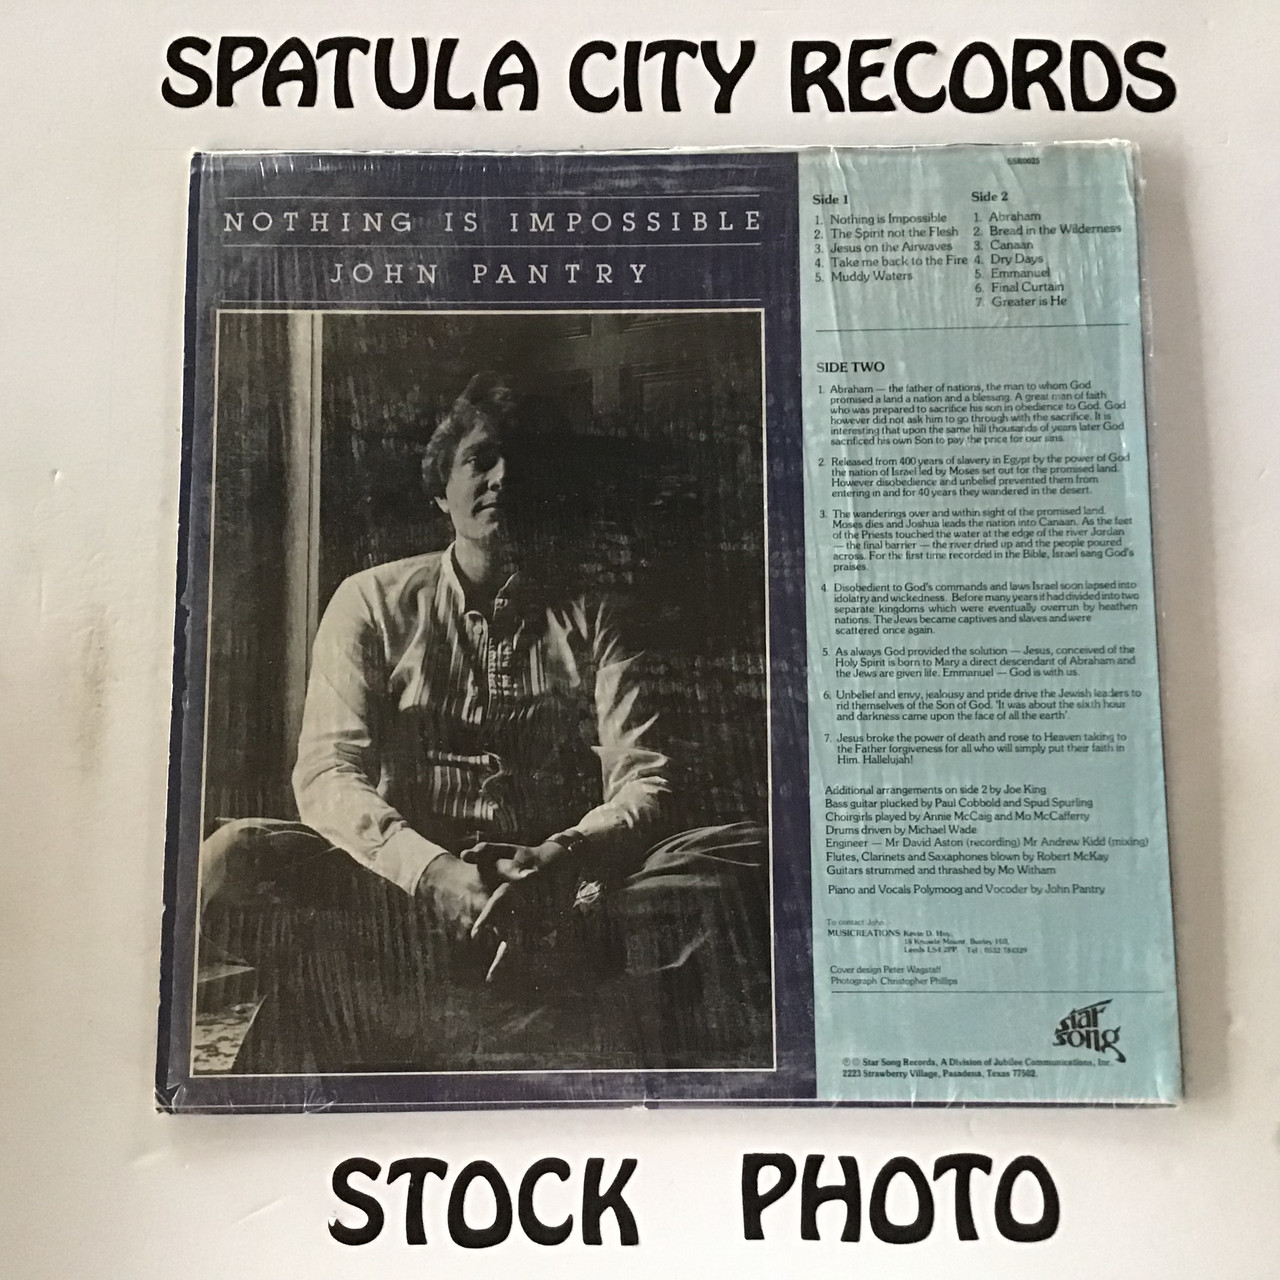 SPATULA CITY RECORDS
NOTHING IS IMPOSSIBLE
JOHN PANTRY
SSR0025
Side 1
1. Nothing is Impossible
2. The Spirit not the Flesh
3. Jesus on the Airwaves
4. Take me back to the Fire
5. Muddy Waters
Side 2
1. Abraham
2. Bread in the Wilderness
3. Canaan
4. Dry Days
5. Emmanuel
6. Final Curtain
7. Greater is He
SIDE TWO
1. Abraham — the father of nations, the man to whom God
promised a land a nation and a blessing. A great man of faith
who was prepared to sacrifice his son in obedience to God. God
however did not ask him to go through with the sacrifice. It is
interesting that upon the same hill thousands of years later God
sacrificed his own Son to pay the price for our sins.
2. Released from 400 years of slavery in Egypt by the power of God
the nation of Israel led by Moses set out for the promised land.
However disobedience and unbelief prevented them from
entering in and for 40 years they wandered in the desert.
3. The wanderings over and within sight of the promised land.
Moses dies and Joshua leads the nation into Canaan. As the feet
of the Priests touched the water at the edge of the river Jordan
— the final barrier — the river dried up and the people poured
across. For the first time recorded in the Bible, Israel sang God's
praises.
4. Disobedient to God's commands and laws Israel soon lapsed into
idolatry and wickedness. Before many years it had divided into two
separate kingdoms which were eventually overrun by heathen
nations. The Jews became captives and slaves and were
scattered once again.
5. As always God provided the solution — Jesus, conceived of the
Holy Spirit is born to Mary a direct descendant of Abraham and
the Jews are given life. Emmanuel — God is with us.
6. Unbelief and envy, jealousy and pride drive the Jewish leaders to
rid themselves of the Son of God. 'It was about the sixth hour
and darkness came upon the face of all the earth'.
7. Jesus broke the power of death and rose to Heaven taking to
the Father forgiveness for all who will simply put their faith in
Him. Hallelujah!
Additional arrangements on side 2 by Joe King
Bass guitar plucked by Paul Cobbold and Spud Spurling
Choirgirls played by Annie McCaig and Mo McCafferty
Drums driven by Michael Wade
Engineer — Mr David Aston (recording) Mr Andrew Kidd (mixing)
Flutes, Clarinets and Saxaphones blown by Robert McKay
Guitars strummed and thrashed by Mo Witham
Piano and Vocals Polymoog and Vocoder by John Pantry
To contact John :
MUSICREATIONS Kevin D. Hoy,
18 Knowle Mount, Burley Hill,
Leeds LS4 2PP. Tel : 0532 784329
Cover design Peter Wagstaff
Photograph Christopher Phillips
star
song
℗ © Star Song Records, A Division of Jubilee Communications, Inc.
2223 Strawberry Village, Pasadena, Texas 77502.
STOCK PHOTO